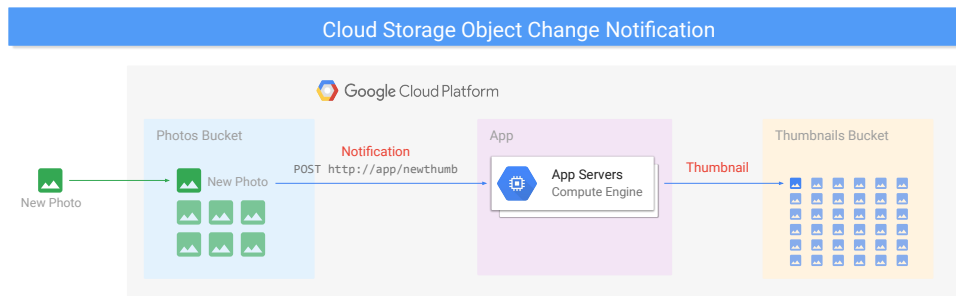 Cloud Storage Object Change Notification
Google Cloud Platform
Photos Bucket
App
Thumbnails Bucket
Notification
POST http://app/newthumb
New Photo
New Photo
App Servers
Compute Engine
Thumbnail